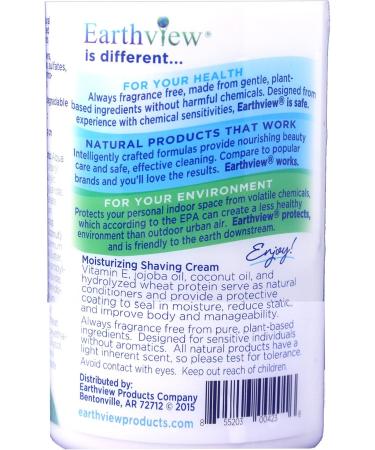 Earthview®
is different...
FOR YOUR HEALTH
Always fragrance free, made from gentle, plant-
based ingredients without harmful chemicals. Designed from
experience with chemical sensitivities, Earthview® is safe.
NATURAL PRODUCTS THAT WORK
Intelligently crafted formulas provide nourishing beauty
care and safe, effective cleaning. Compare to popular
brands and you'll love the results. Earthview® works.
FOR YOUR ENVIRONMENT
Protects your personal indoor space from volatile chemicals,
which according to the EPA can create a less healthy
environment than outdoor urban air. Earthview® protects,
and is friendly to the earth downstream.
Enjoy!
Moisturizing Shaving Cream
Vitamin E, jojoba oil, coconut oil, and
hydrolyzed wheat protein serve as natural
conditioners and provide a protective
coating to seal in moisture, reduce static,
and improve body and manageability.
Always fragrance free from pure, plant-based
ingredients. Designed for sensitive individuals
without aromatics. All natural products have a
light inherent scent, so please test for tolerance.
Avoid contact with eyes. Keep out of reach of children
Distributed by:
Earthview Products Company
Bentonville, AR 72712 © 2015
earthviewproducts.com
8 55203 00423 8